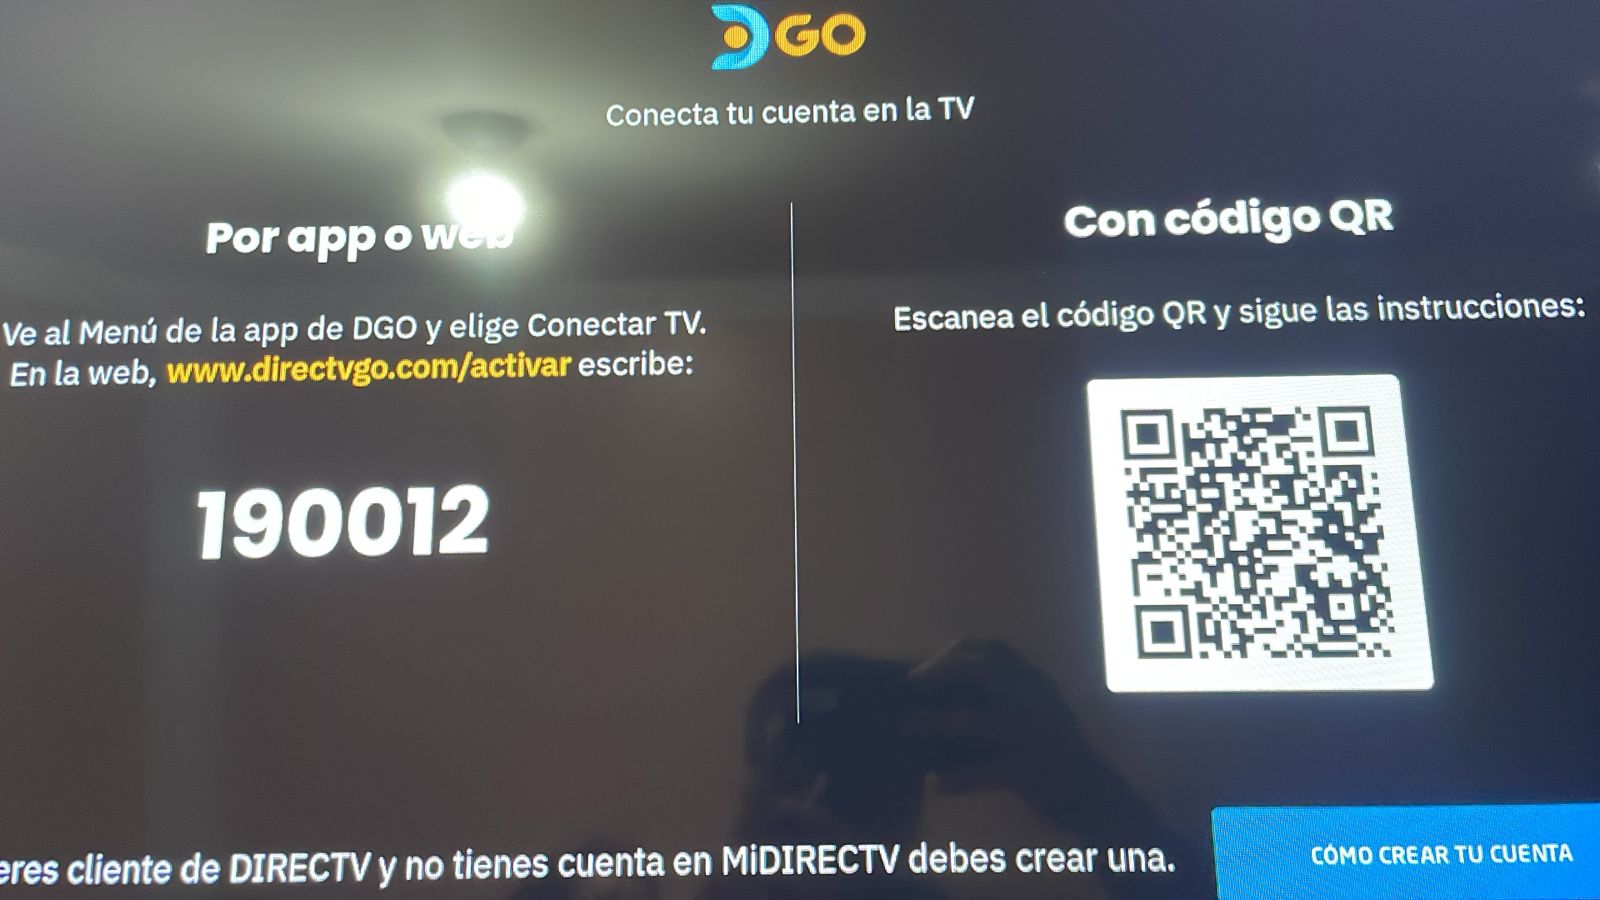 DGO
Conecta tu cuenta en la TV
Por app o web
Ve al Menú de la app de DGO y elige Conectar TV.
En la web, www.directvgo.com/activar escribe:
190012
Con código QR
Escanea el código QR y sigue las instrucciones:
eres cliente de DIRECTV y no tienes cuenta en MiDIRECTV debes crear una.
CÓMO CREAR TU CUENTA